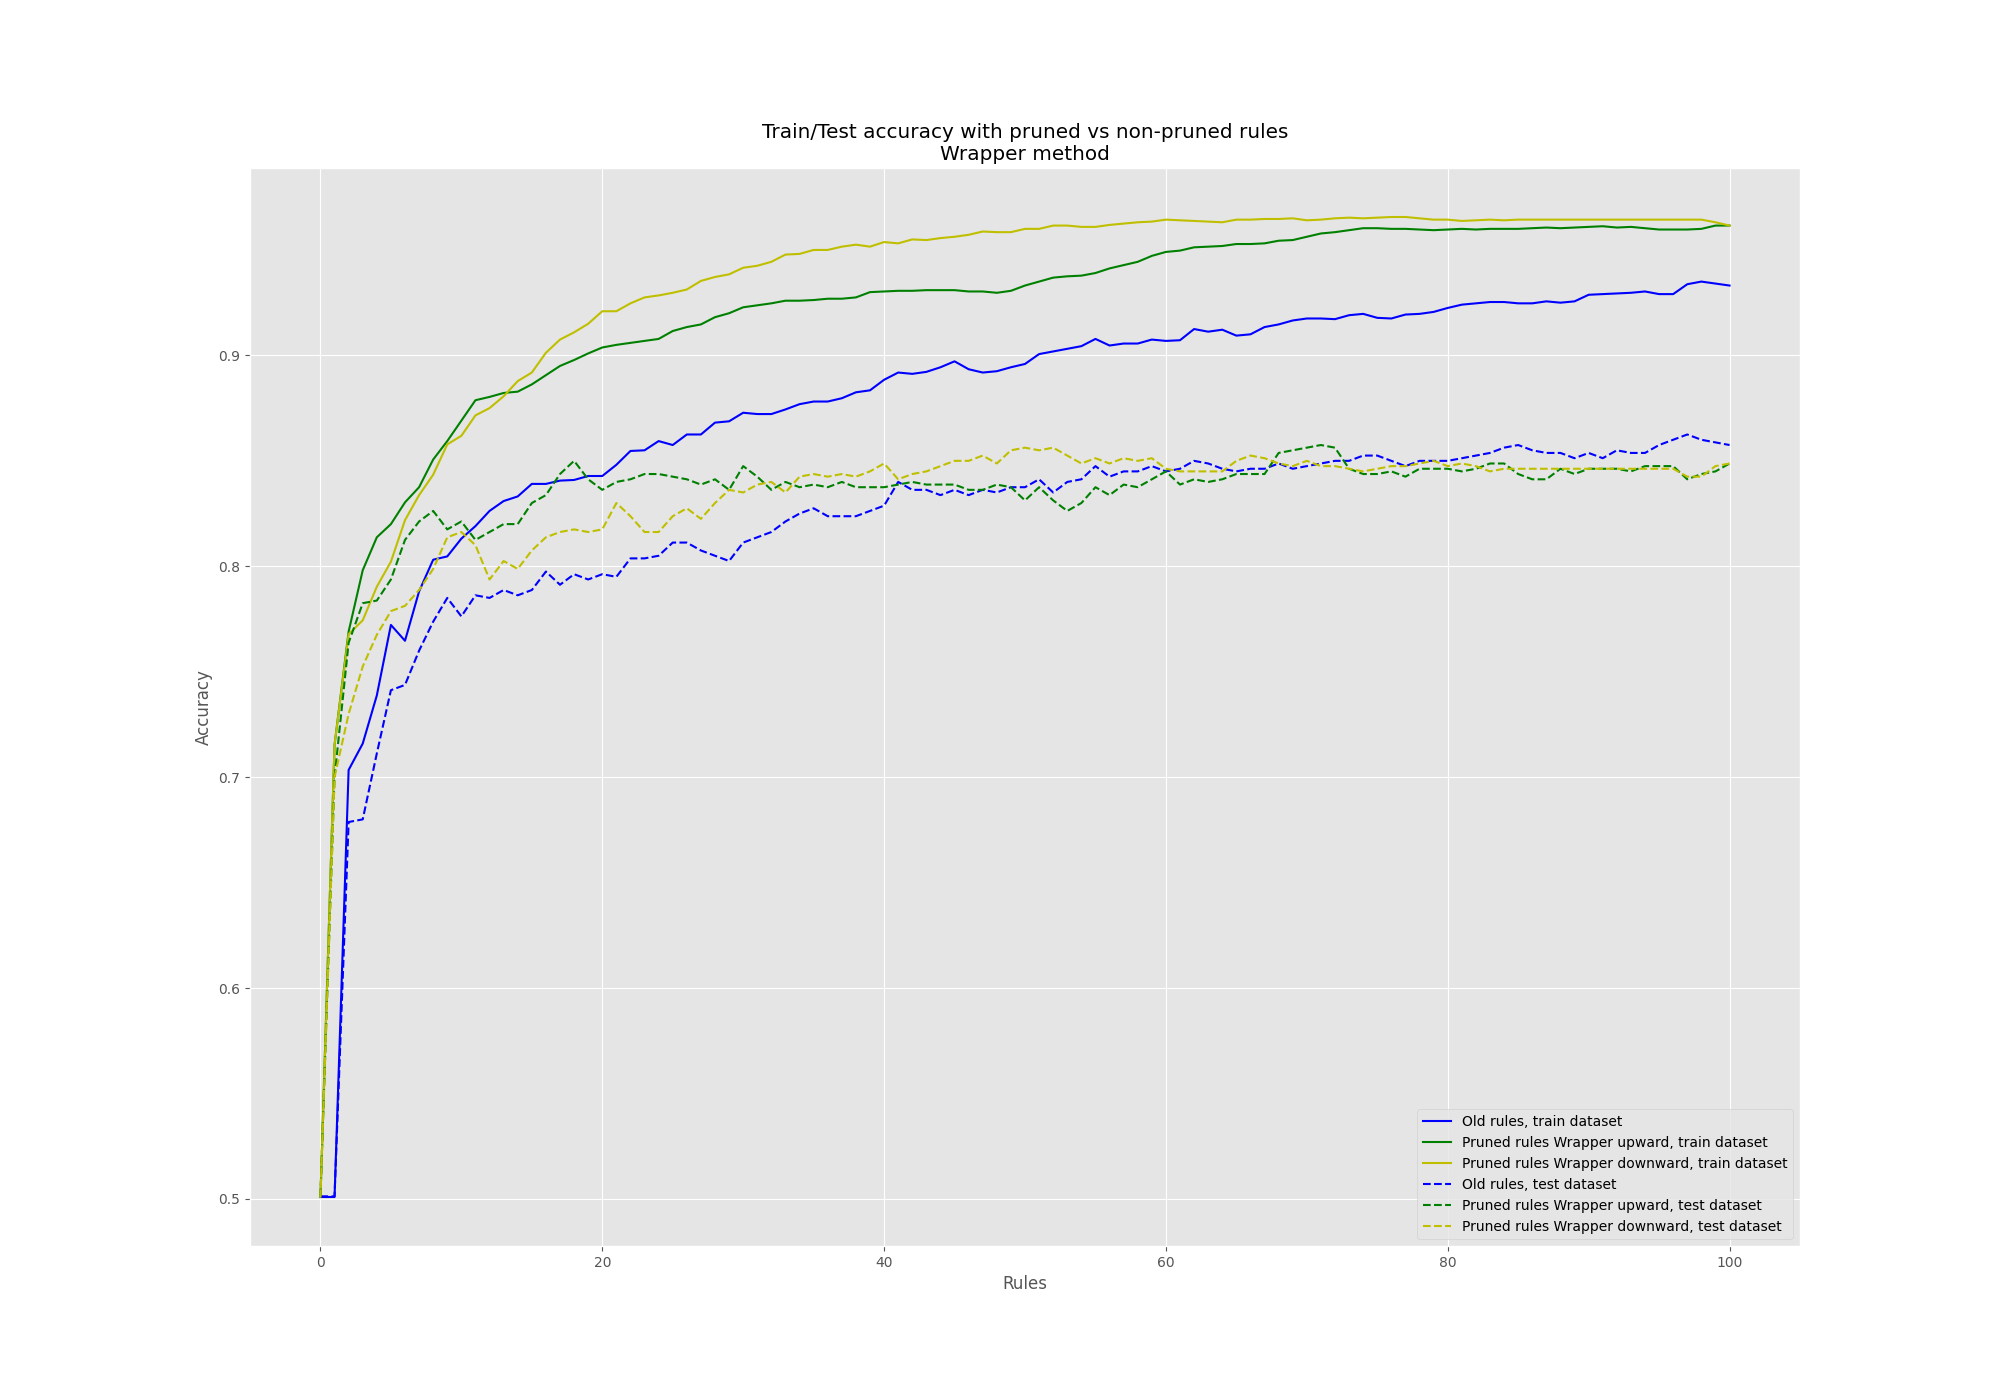 Train/Test accuracy with pruned vs non-pruned rules
Wrapper method
0.9
0.8
0.7
0.6
0.5
Accuracy
0 20 40 60 80 100
Rules
Old rules, train dataset
Pruned rules Wrapper upward, train dataset
Pruned rules Wrapper downward, train dataset
Old rules, test dataset
Pruned rules Wrapper upward, test dataset
Pruned rules Wrapper downward, test dataset